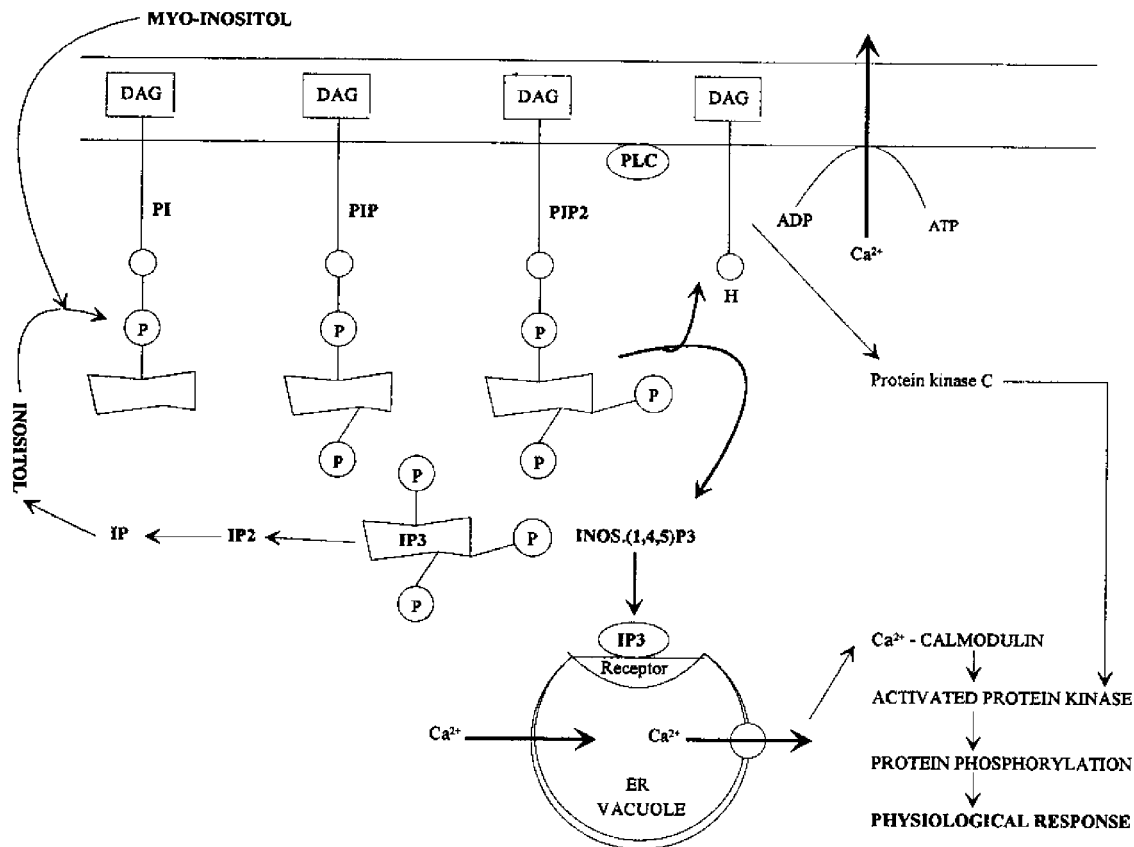 MYO-INOSITOL
DAG
DAG
DAG
DAG
PLC
PI
PIP
PIP2
ADP
ATP
Ca²⁺
H
P
P
P
Protein kinase C
P
P
P
INOSITOL
P
IP
IP2
IP3
P
INOS.(1,4,5)P3
P
IP3
Receptor
Ca²⁺ - CALMODULIN
ACTIVATED PROTEIN KINASE
Ca²⁺
Ca²⁺
PROTEIN PHOSPHORYLATION
ER
VACUOLE
PHYSIOLOGICAL RESPONSE